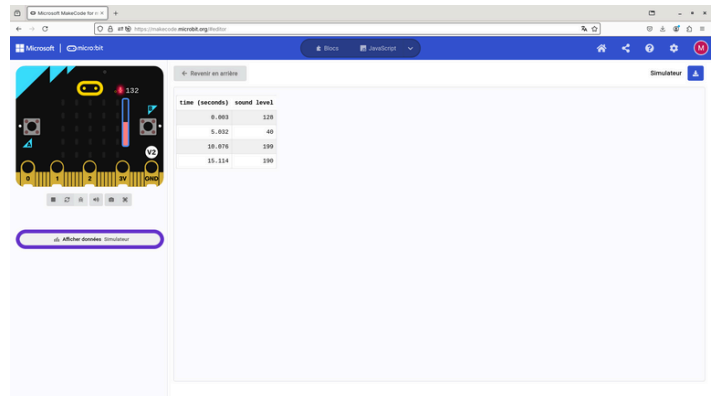 Microsoft MakeCode for m
https://makecode.microbit.org/#editor
Microsoft | micro:bit
Blocs
JavaScript
M
132
A
B
V2
0 1 2 3V GND
Afficher données Simulateur
Revenir en arrière
Simulateur
time (seconds) sound level
0.003 128
5.032 40
10.076 199
15.114 190